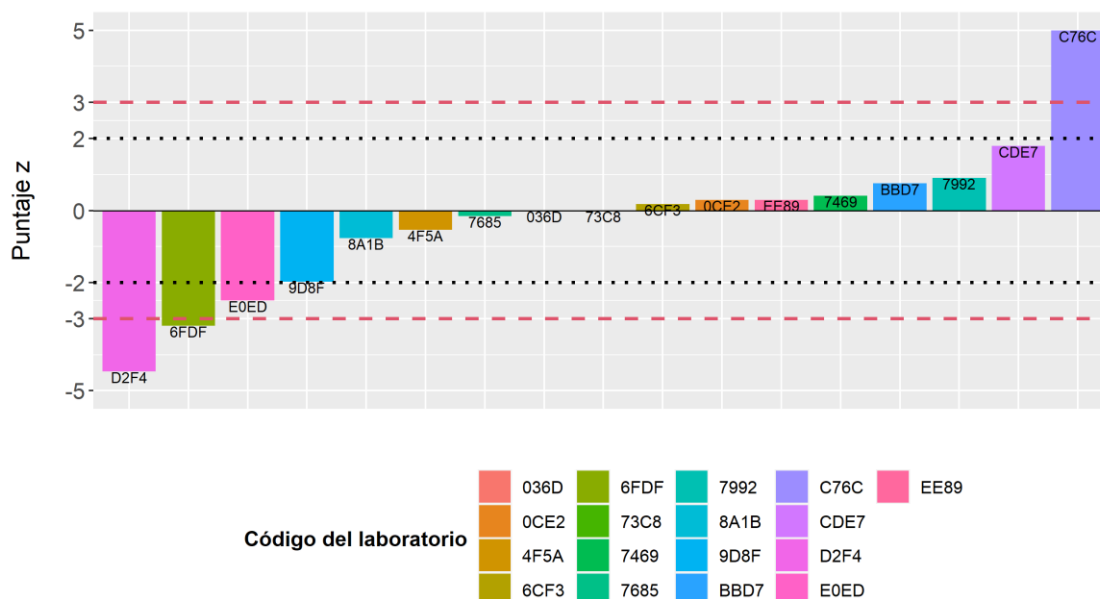 5
3
2
0
-2
-3
-5
Puntaje z
D2F4
6FDF
E0ED
9D8F
8A1B
4F5A
7685
036D
73C8
6CF3
0CE2
EE89
7469
BBD7
7992
CDE7
C76C
Código del laboratorio
036D 6FDF 7992 C76C EE89
0CE2 73C8 8A1B CDE7
4F5A 7469 9D8F D2F4
6CF3 7685 BBD7 E0ED